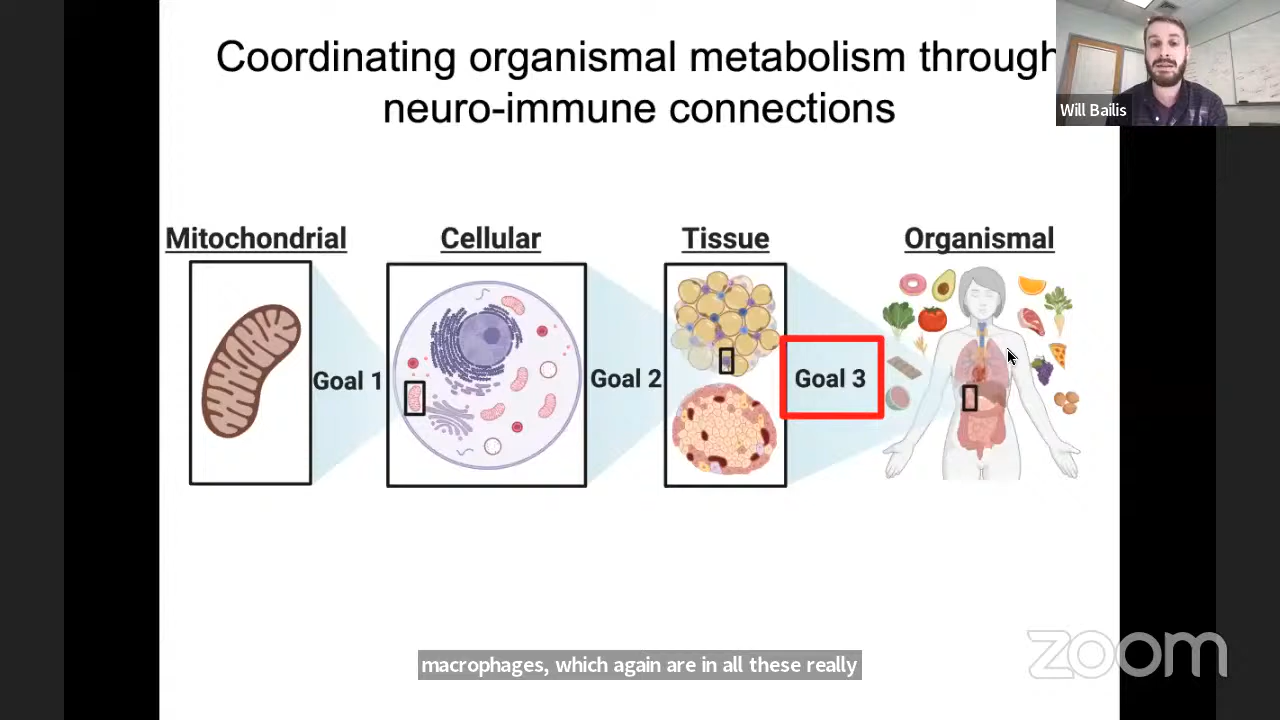 Coordinating organismal metabolism through
neuro-immune connections
Will Bailis
Mitochondrial
Cellular
Tissue
Organismal
Goal 1
Goal 2
Goal 3
macrophages, which again are in all these really
zoom